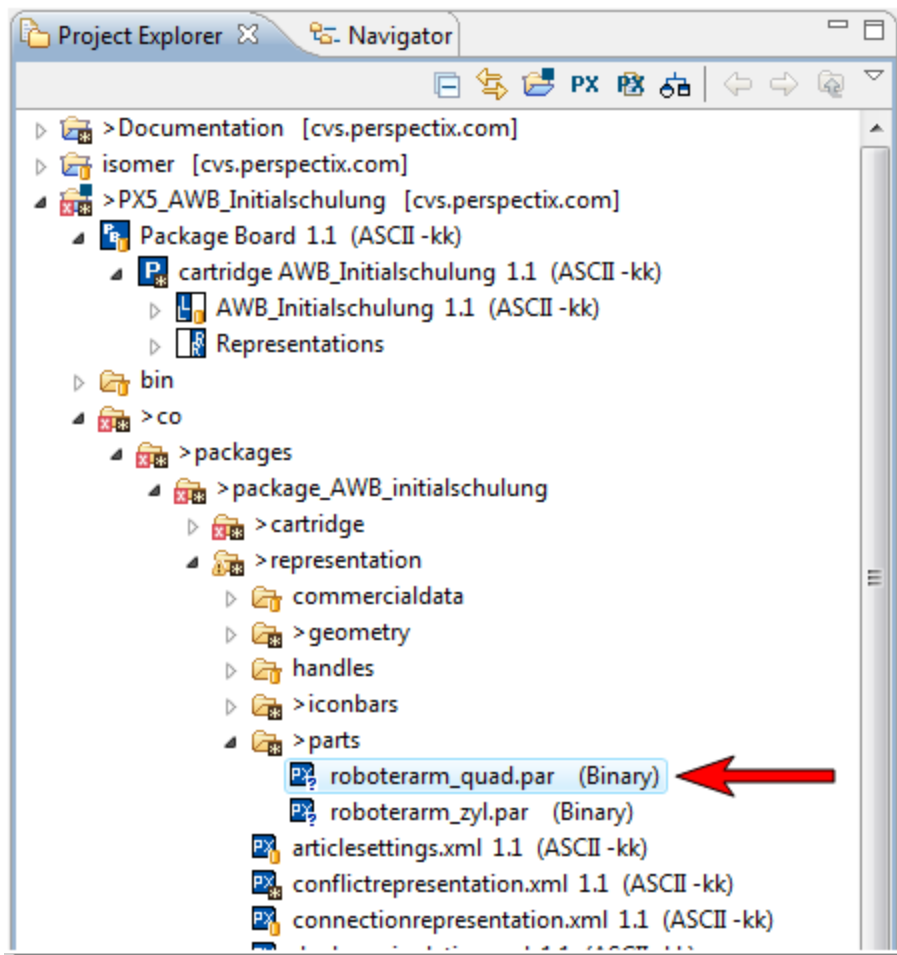 Project Explorer Navigator
PX PX
>Documentation [cvs.perspectix.com]
isomer [cvs.perspectix.com]
>PX5_AWB_Initialschulung [cvs.perspectix.com]
Package Board 1.1 (ASCII -kk)
cartridge AWB_Initialschulung 1.1 (ASCII -kk)
AWB_Initialschulung 1.1 (ASCII -kk)
Representations
bin
>co
>packages
>package_AWB_initialschulung
>cartridge
>representation
commercialdata
>geometry
handles
>iconbars
>parts
roboterarm_quad.par (Binary)
roboterarm_zyl.par (Binary)
articlesettings.xml 1.1 (ASCII -kk)
conflictrepresentation.xml 1.1 (ASCII -kk)
connectionrepresentation.xml 1.1 (ASCII -kk)